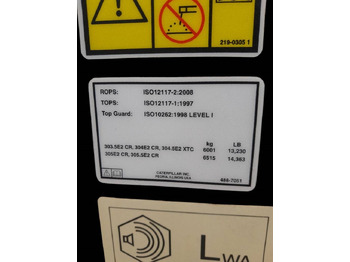 219-0305 1
ROPS: ISO12117-2:2008
TOPS: ISO12117-1:1997
Top Guard: ISO10262:1998 LEVEL I
kg LB
303.5E2 CR, 304E2 CR, 304.5E2 XTC 6001 13,230
305E2 CR, 305.5E2 CR 6515 14,363
CATERPILLAR INC.
PEORIA, ILLINOIS USA
484-7051
LWA